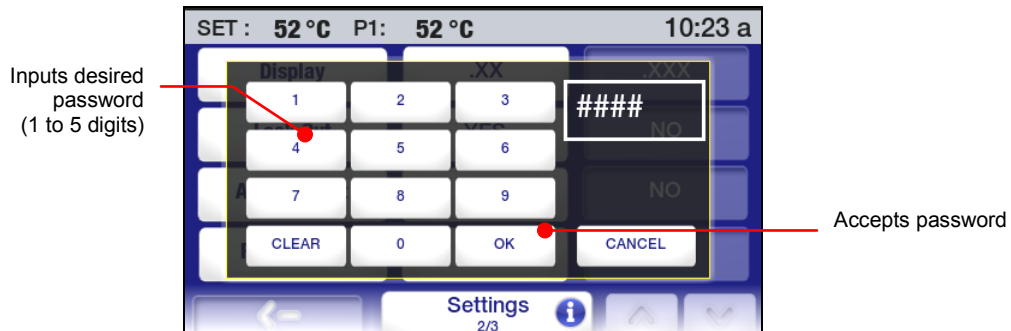 SET : 52 °C P1: 52 °C 10:23 a
Display .XX .XXX
Inputs desired
password
(1 to 5 digits)
1 2 3
####
YES NO
4 5 6
7 8 9
NO
Accepts password
CLEAR 0 OK CANCEL
Settings
2/3